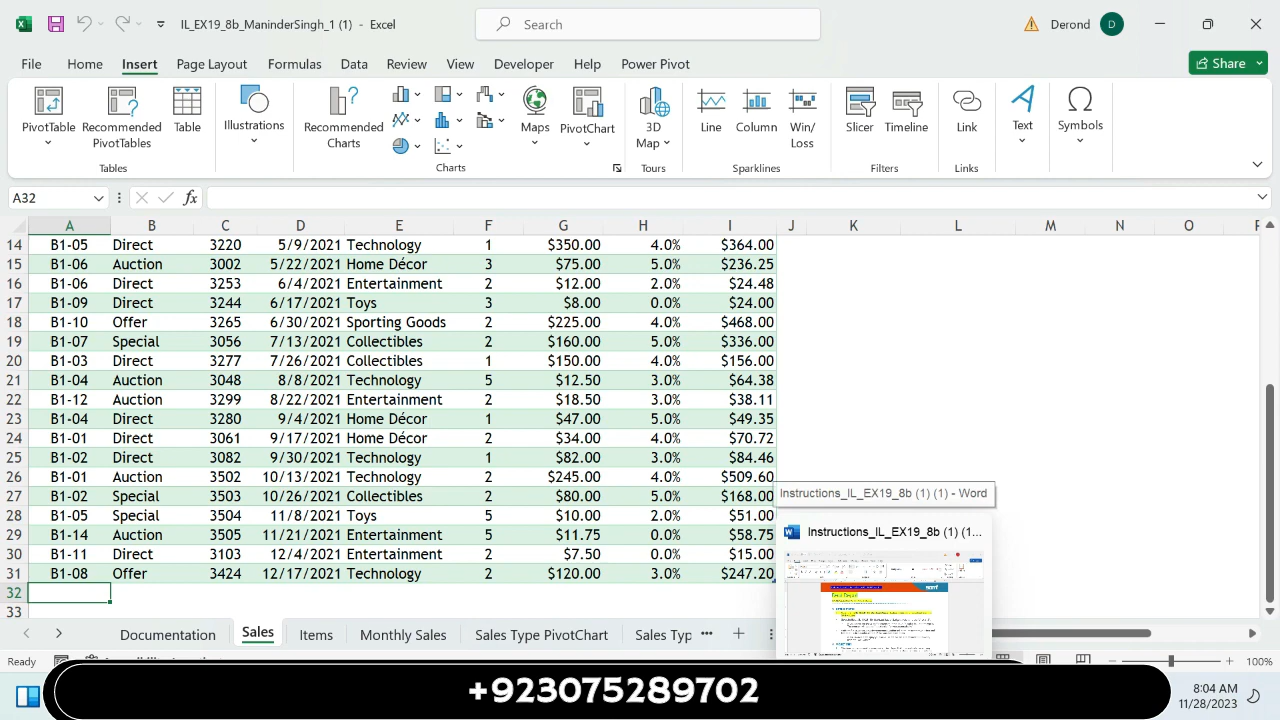 IL_EX19_8b_ManinderSingh_1 (1) - Excel
Search
Derond
D
File Home Insert Page Layout Formulas Data Review View Developer Help Power Pivot
Share
PivotTable
Recommended PivotTables
Table
Illustrations
Recommended Charts
Maps
PivotChart
3D Map
Line
Column
Win/Loss
Slicer
Timeline
Link
Text
Symbols
Tables
Charts
Tours
Sparklines
Filters
Links
A32
fx
A B C D E F G H I J K L M N O
14 B1-05 Direct 3220 5/9/2021 Technology 1 $350.00 4.0% $364.00
15 B1-06 Auction 3002 5/22/2021 Home Décor 3 $75.00 5.0% $236.25
16 B1-06 Direct 3253 6/4/2021 Entertainment 2 $12.00 2.0% $24.48
17 B1-09 Direct 3244 6/17/2021 Toys 3 $8.00 0.0% $24.00
18 B1-10 Offer 3265 6/30/2021 Sporting Goods 2 $225.00 4.0% $468.00
19 B1-07 Special 3056 7/13/2021 Collectibles 2 $160.00 5.0% $336.00
20 B1-03 Direct 3277 7/26/2021 Collectibles 1 $150.00 4.0% $156.00
21 B1-04 Auction 3048 8/8/2021 Technology 5 $12.50 3.0% $64.38
22 B1-12 Auction 3299 8/22/2021 Entertainment 2 $18.50 3.0% $38.11
23 B1-04 Direct 3280 9/4/2021 Home Décor 1 $47.00 5.0% $49.35
24 B1-01 Direct 3061 9/17/2021 Home Décor 2 $34.00 4.0% $70.72
25 B1-02 Direct 3082 9/30/2021 Technology 1 $82.00 3.0% $84.46
26 B1-01 Auction 3502 10/13/2021 Technology 2 $245.00 4.0% $509.60
27 B1-02 Special 3503 10/26/2021 Collectibles 2 $80.00 5.0% $168.00
28 B1-05 Special 3504 11/8/2021 Toys 5 $10.00 2.0% $51.00
29 B1-14 Auction 3505 11/21/2021 Entertainment 5 $11.75 0.0% $58.75
30 B1-11 Direct 3103 12/4/2021 Entertainment 2 $7.50 0.0% $15.00
31 B1-08 Offer 3424 12/17/2021 Technology 2 $120.00 3.0% $247.20
32
33
Instructions_IL_EX19_8b (1) (1) - Word
Instructions_IL_EX19_8b (1) (1...
Documentation Sales Items Monthly Sales Sales Type PivotChart Sales Typ
Ready
100%
+923075289702
8:04 AM
11/28/2023